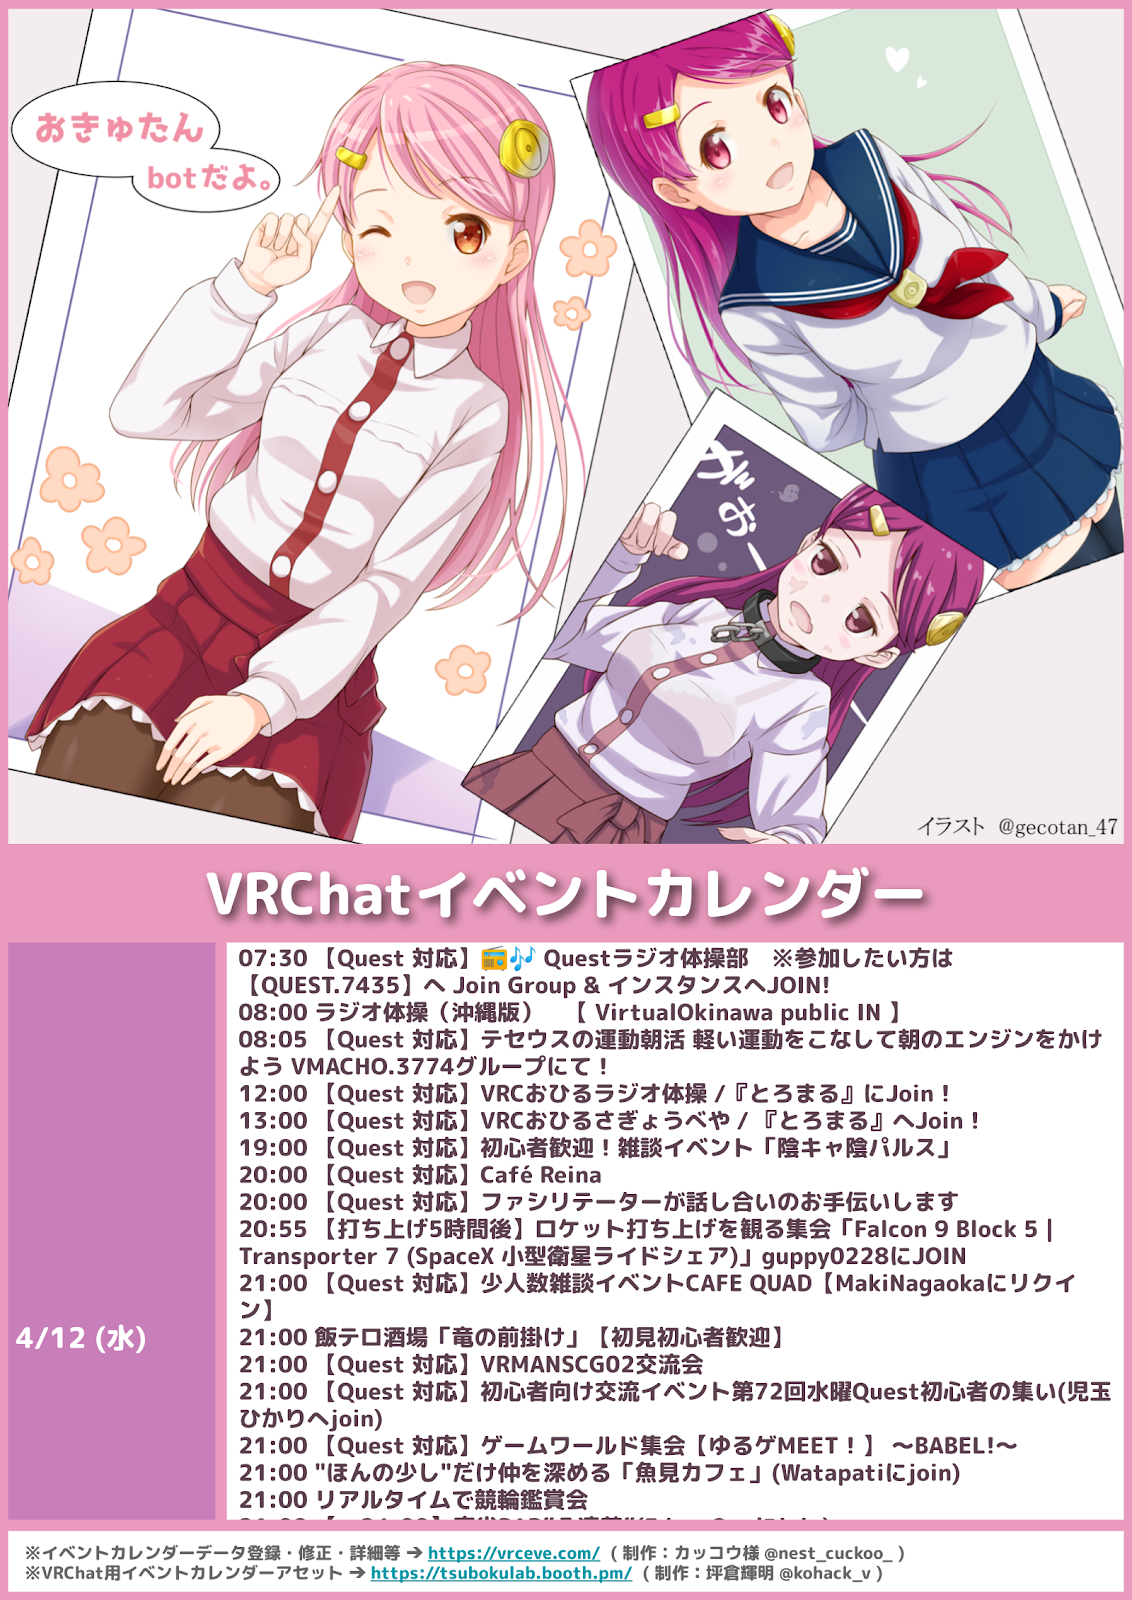 おきゅたん
botだよ。
がおー
イラスト @gecotan_47
VRChatイベントカレンダー
4/12 (水)
07:30 【Quest 対応】📻🎶 Questラジオ体操部　※参加したい方は
【QUEST.7435】へ Join Group & インスタンスへJOIN!
08:00 ラジオ体操（沖縄版）　【 VirtualOkinawa public IN 】
08:05 【Quest 対応】テセウスの運動朝活 軽い運動をこなして朝のエンジンをかけ
よう VMACHO.3774グループにて！
12:00 【Quest 対応】VRCおひるラジオ体操 /『とろまる』にJoin！
13:00 【Quest 対応】VRCおひるさぎょうべや / 『とろまる』へJoin！
19:00 【Quest 対応】初心者歓迎！雑談イベント「陰キャ陰パルス」
20:00 【Quest 対応】Café Reina
20:00 【Quest 対応】ファシリテーターが話し合いのお手伝いします
20:55 【打ち上げ5時間後】ロケット打ち上げを観る集会「Falcon 9 Block 5 |
Transporter 7 (SpaceX 小型衛星ライドシェア)」guppy0228にJOIN
21:00 【Quest 対応】少人数雑談イベントCAFE QUAD【MakiNagaokaにリクイ
ン】
21:00 飯テロ酒場「竜の前掛け」【初見初心者歓迎】
21:00 【Quest 対応】VRMANSCG02交流会
21:00 【Quest 対応】初心者向け交流イベント第72回水曜Quest初心者の集い(児玉
ひかりへjoin)
21:00 【Quest 対応】ゲームワールド集会【ゆるゲMEET！】 〜BABEL!〜
21:00 "ほんの少し"だけ仲を深める「魚見カフェ」(Watapatiにjoin)
21:00 リアルタイムで競輪鑑賞会
※イベントカレンダーデータ登録・修正・詳細等 ➔ https://vrceve.com/ ( 制作：カッコウ様 @nest_cuckoo_ )
※VRChat用イベントカレンダーアセット ➔ https://tsubokulab.booth.pm/ ( 制作：坪倉輝明 @kohack_v )